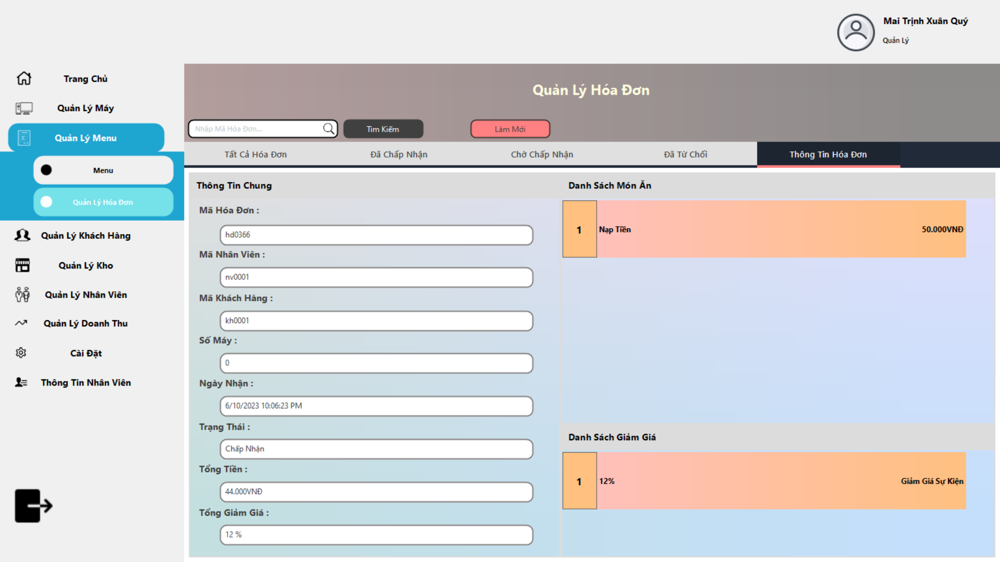 Mai Trịnh Xuân Quý
Quản Lý
Trang Chủ
Quản Lý Máy
Quản Lý Menu
Menu
Quản Lý Hóa Đơn
Quản Lý Khách Hàng
Quản Lý Kho
Quản Lý Nhân Viên
Quản Lý Doanh Thu
Cài Đặt
Thông Tin Nhân Viên
Quản Lý Hóa Đơn
Nhập Mã Hóa Đơn...
Tìm Kiếm
Làm Mới
Tất Cả Hóa Đơn
Đã Chấp Nhận
Chờ Chấp Nhận
Đã Từ Chối
Thông Tin Hóa Đơn
Thông Tin Chung
Mã Hóa Đơn :
hd0366
Mã Nhân Viên :
nv0001
Mã Khách Hàng :
kh0001
Số Máy :
0
Ngày Nhận :
6/10/2023 10:06:23 PM
Trạng Thái :
Chấp Nhận
Tổng Tiền :
44.000VNĐ
Tổng Giảm Giá :
12 %
Danh Sách Món Ăn
1 Nạp Tiền 50.000VNĐ
Danh Sách Giảm Giá
1 12% Giảm Giá Sự Kiện